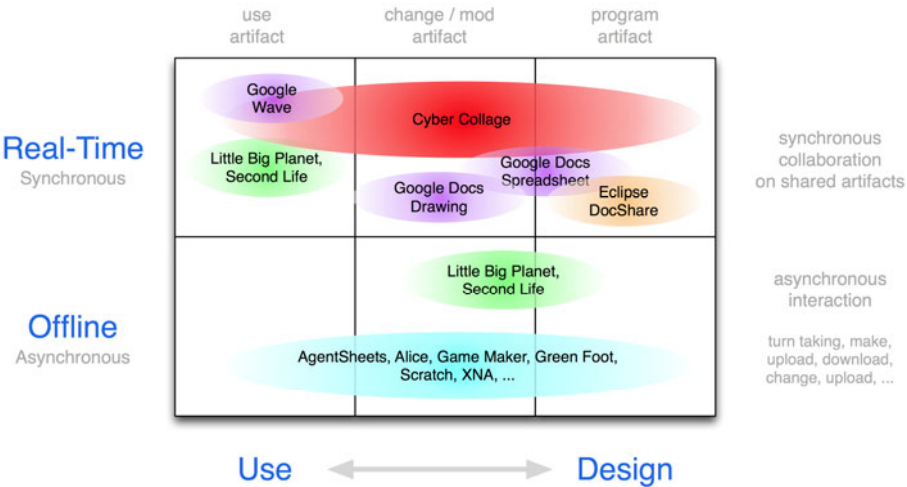 use
artifact
change / mod
artifact
program
artifact
Google
Wave
Cyber Collage
Real-Time
Synchronous
Little Big Planet,
Second Life
Google Docs
Drawing
Google Docs
Spreadsheet
Eclipse
DocShare
synchronous
collaboration
on shared artifacts
Little Big Planet,
Second Life
asynchronous
interaction
Offline
Asynchronous
AgentSheets, Alice, Game Maker, Green Foot,
Scratch, XNA, ...
turn taking, make,
upload, download,
change, upload, ...
Use
Design